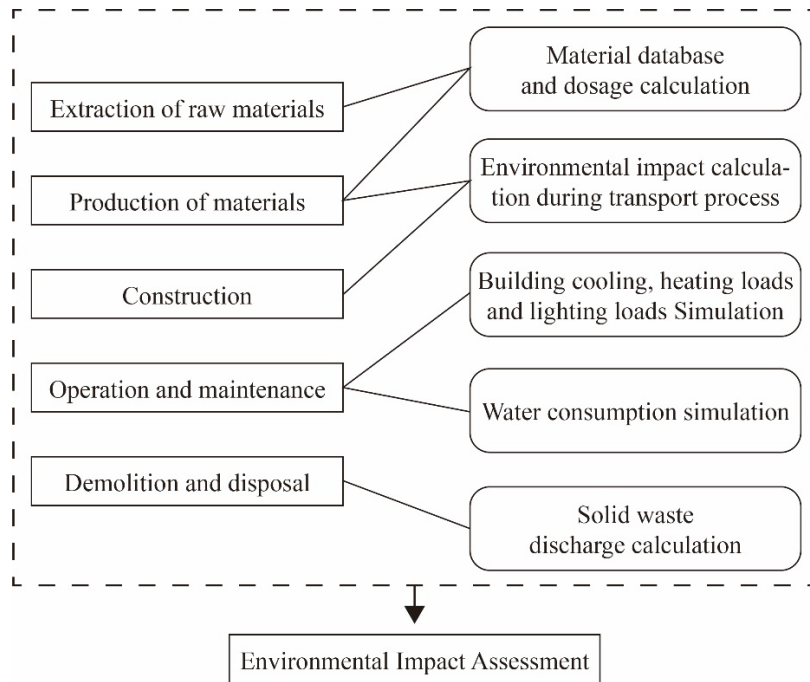 Extraction of raw materials
Production of materials
Construction
Operation and maintenance
Demolition and disposal
Material database
and dosage calculation
Environmental impact calcula-
tion during transport process
Building cooling, heating loads
and lighting loads Simulation
Water consumption simulation
Solid waste
discharge calculation
Environmental Impact Assessment